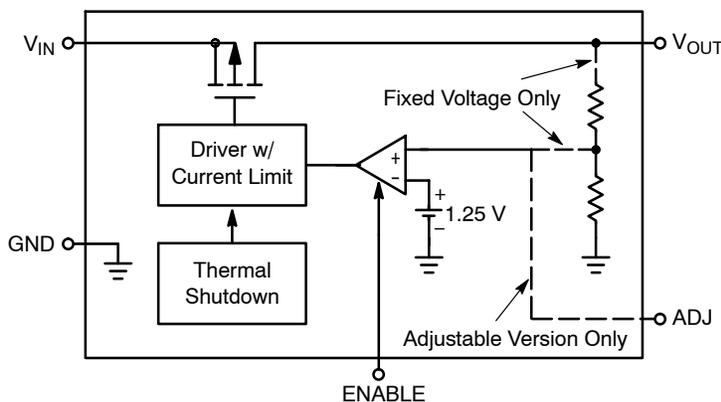 VIN
VOUT
Fixed Voltage Only
Driver w/
Current Limit
+
−
+
1.25 V
−
GND
Thermal
Shutdown
ADJ
Adjustable Version Only
ENABLE